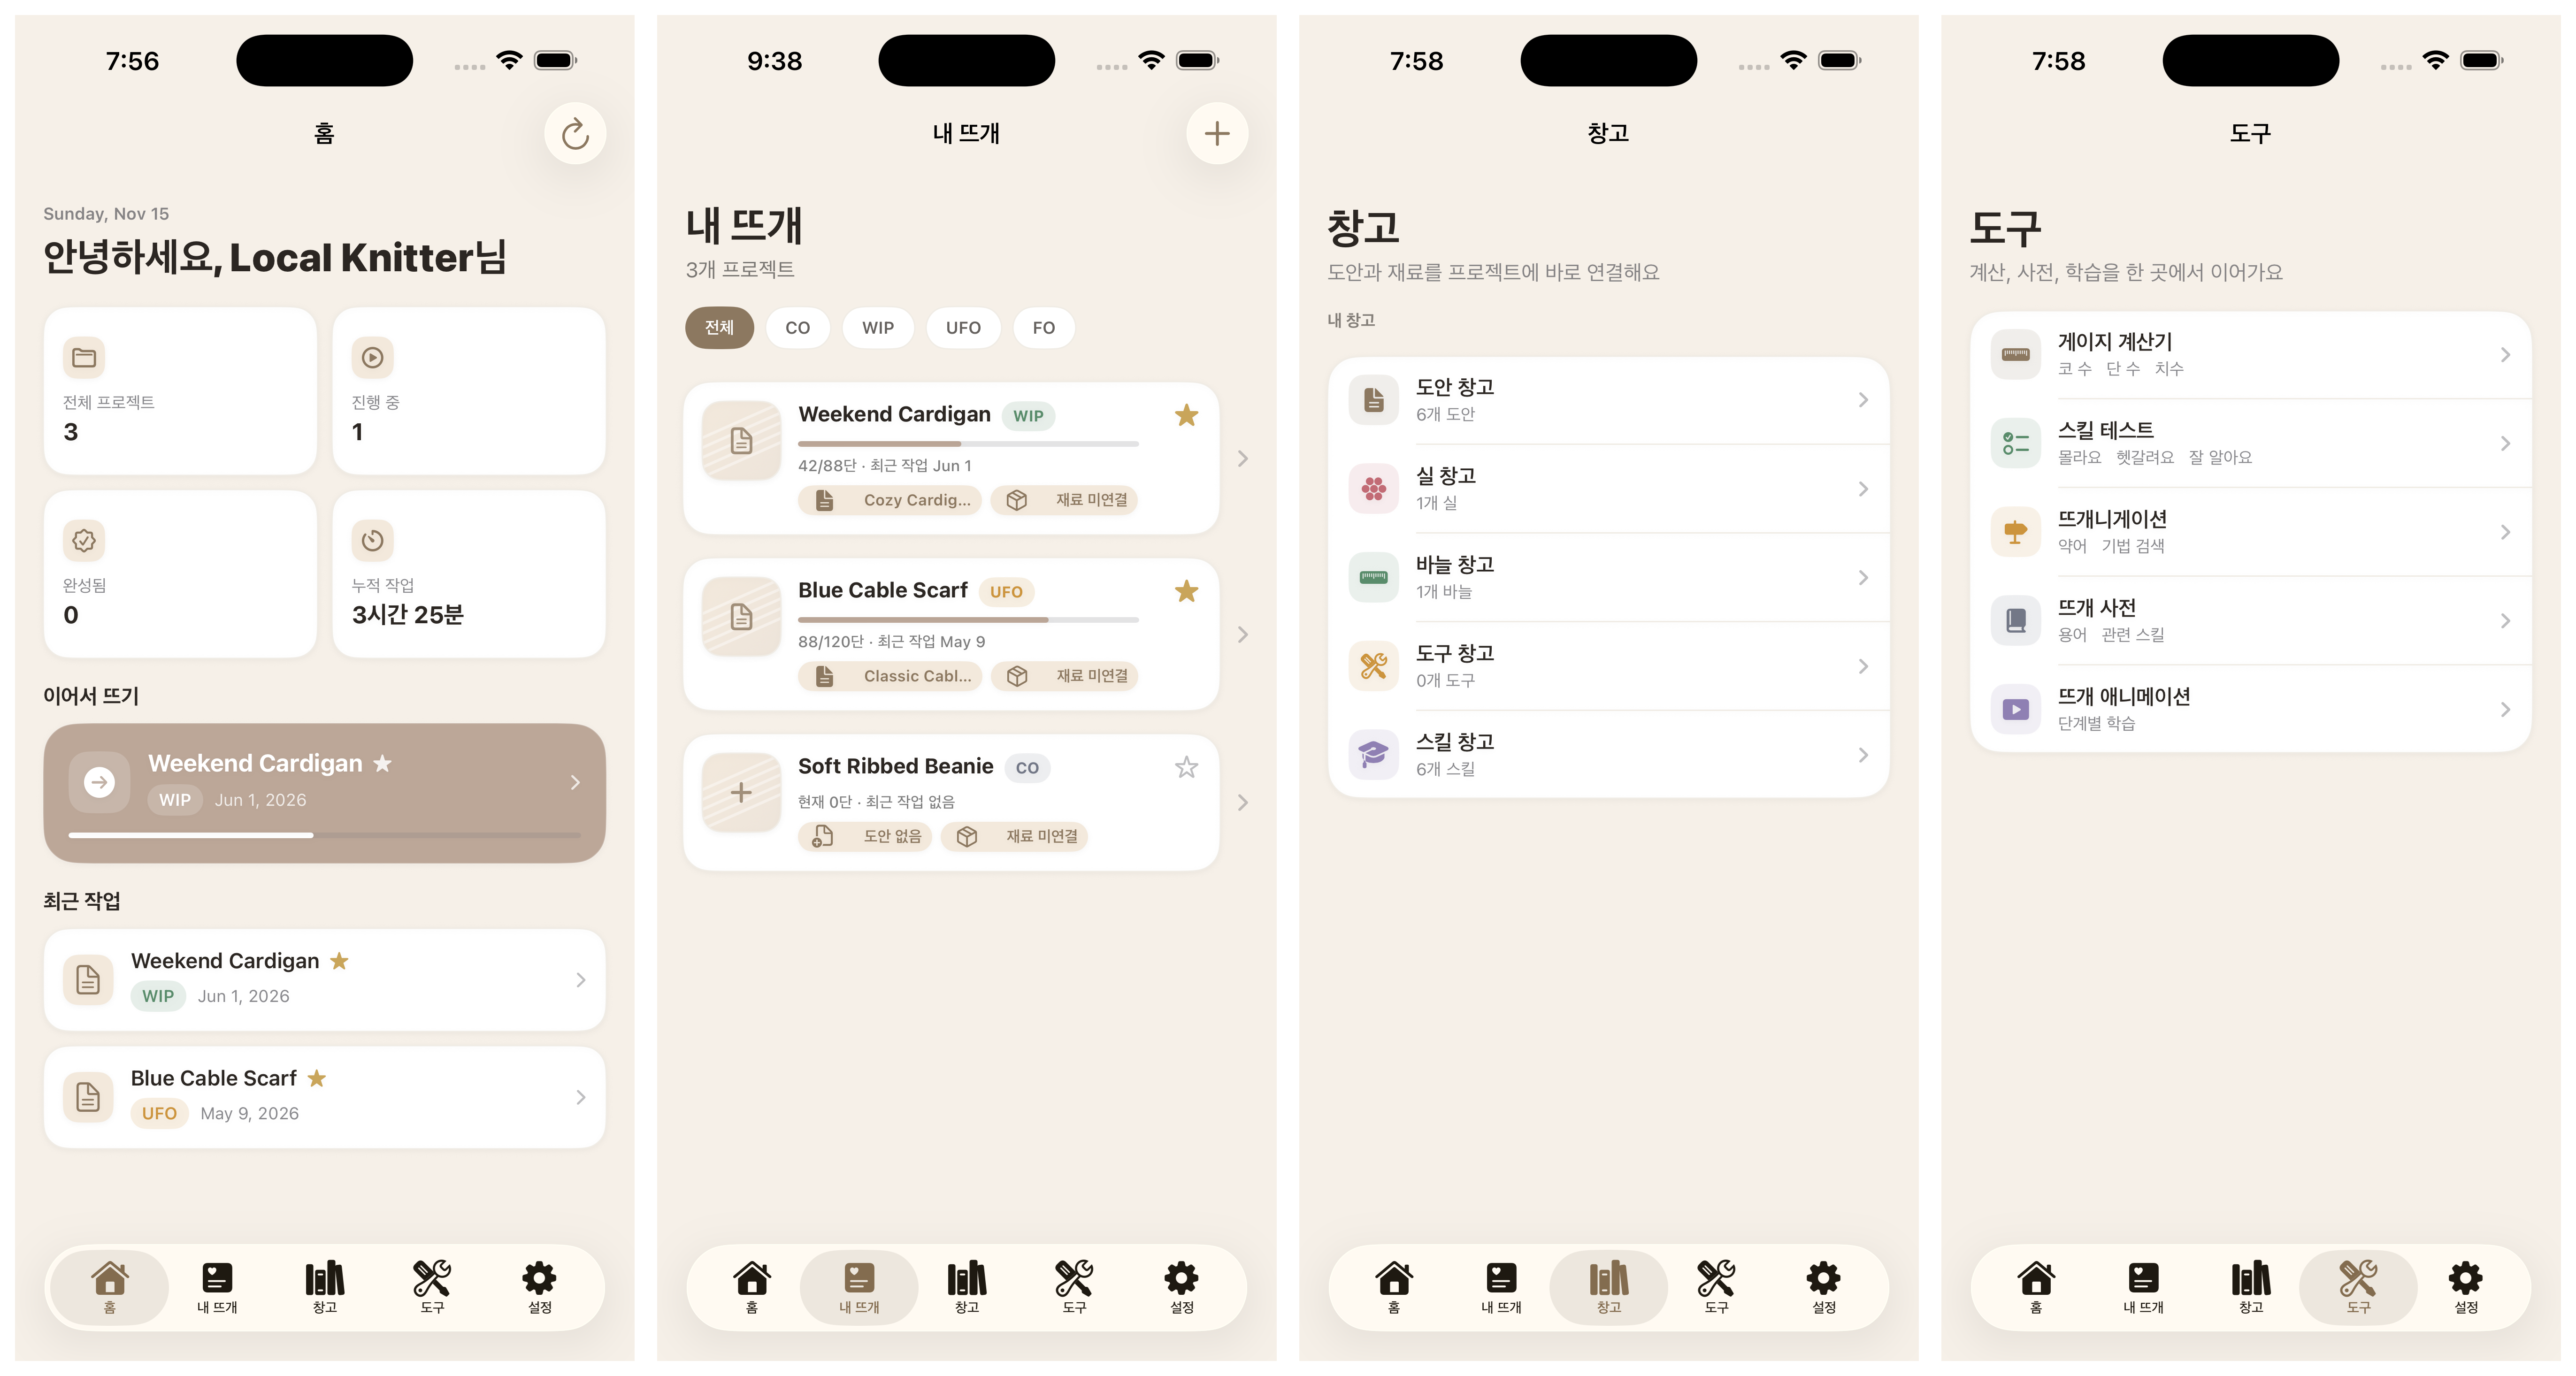 7:56
홈
Sunday, Nov 15
안녕하세요, Local Knitter님
전체 프로젝트
3
진행 중
1
완성됨
0
누적 작업
3시간 25분
이어서 뜨기
Weekend Cardigan
WIP Jun 1, 2026
최근 작업
Weekend Cardigan
WIP Jun 1, 2026
Blue Cable Scarf
UFO May 9, 2026
홈 내 뜨개 창고 도구 설정
9:38
내 뜨개
내 뜨개
3개 프로젝트
전체 CO WIP UFO FO
Weekend Cardigan WIP
42/88단 · 최근 작업 Jun 1
Cozy Cardig... 재료 미연결
Blue Cable Scarf UFO
88/120단 · 최근 작업 May 9
Classic Cabl... 재료 미연결
Soft Ribbed Beanie CO
현재 0단 · 최근 작업 없음
도안 없음 재료 미연결
홈 내 뜨개 창고 도구 설정
7:58
창고
창고
도안과 재료를 프로젝트에 바로 연결해요
내 창고
도안 창고
6개 도안
실 창고
1개 실
바늘 창고
1개 바늘
도구 창고
0개 도구
스킬 창고
6개 스킬
홈 내 뜨개 창고 도구 설정
7:58
도구
도구
계산, 사전, 학습을 한 곳에서 이어가요
게이지 계산기
코 수 단 수 치수
스킬 테스트
몰라요 헷갈려요 잘 알아요
뜨개니게이션
약어 기법 검색
뜨개 사전
용어 관련 스킬
뜨개 애니메이션
단계별 학습
홈 내 뜨개 창고 도구 설정